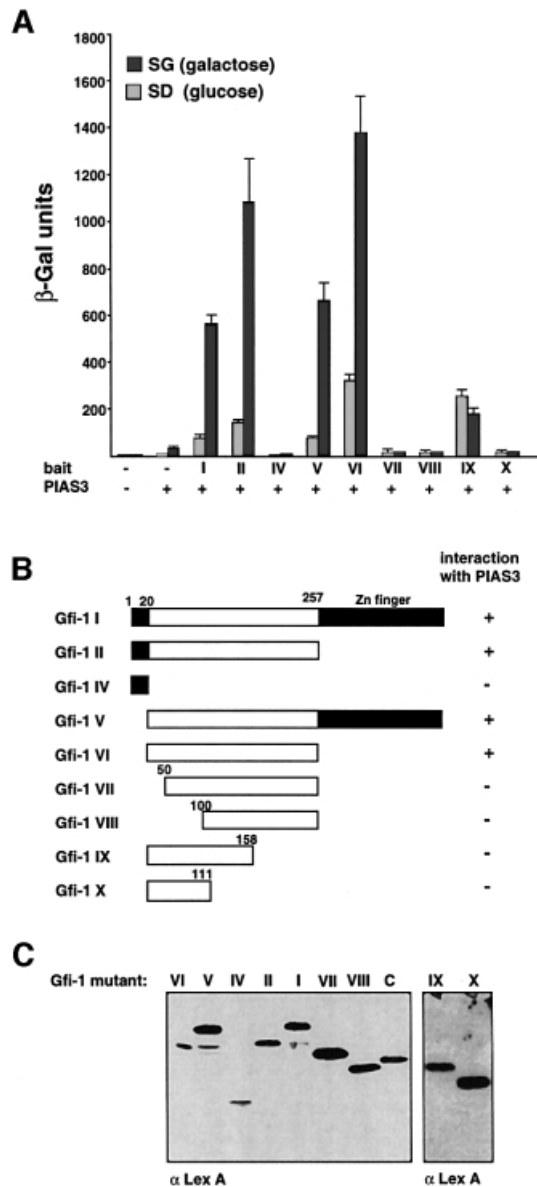 A
1800
1600
1400
1200
1000
800
600
400
200
β-Gal units
SG (galactose)
SD (glucose)
bait - - I II IV V VI VII VIII IX X
PIAS3 - + + + + + + + + + +
B
interaction
with PIAS3
1 20 257 Zn finger
Gfi-1 I +
Gfi-1 II +
Gfi-1 IV -
Gfi-1 V +
Gfi-1 VI +
50
Gfi-1 VII -
100
Gfi-1 VIII -
158
Gfi-1 IX -
111
Gfi-1 X -
C
Gfi-1 mutant: VI V IV II I VII VIII C IX X
α Lex A α Lex A